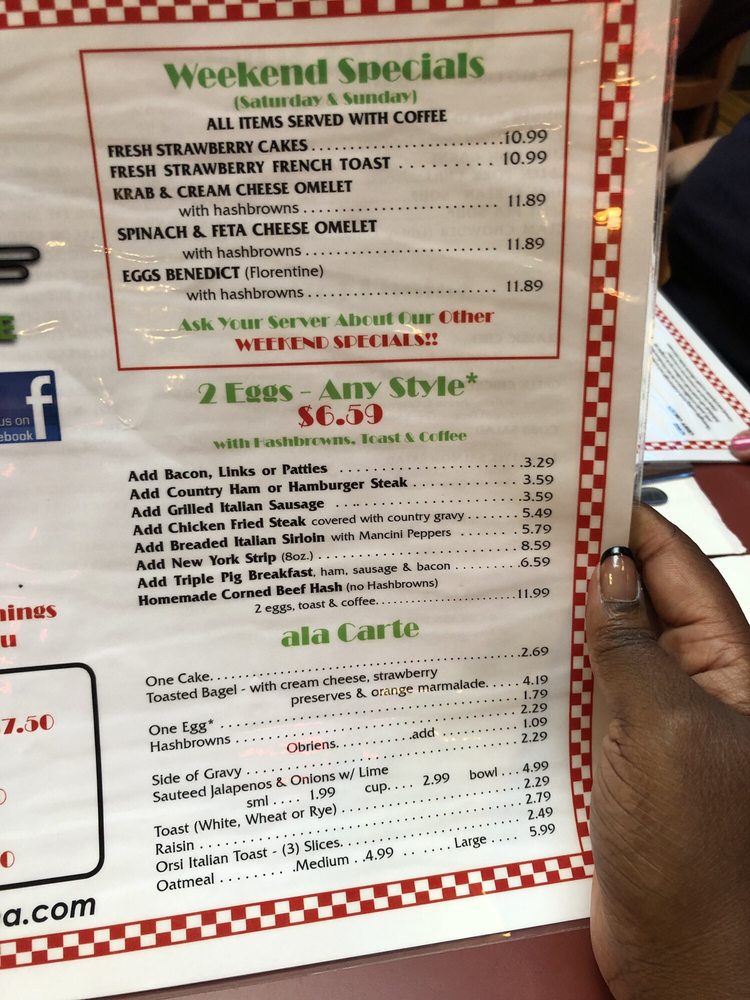 Weekend Specials
(Saturday & Sunday)
ALL ITEMS SERVED WITH COFFEE
FRESH STRAWBERRY CAKES 10.99
FRESH STRAWBERRY FRENCH TOAST 10.99
KRAB & CREAM CHEESE OMELET
with hashbrowns 11.89
SPINACH & FETA CHEESE OMELET
with hashbrowns 11.89
EGGS BENEDICT (Florentine)
with hashbrowns 11.89
Ask Your Server About Our Other
WEEKEND SPECIALS!!
us on
ebook
f
2 Eggs - Any Style*
$6.59
with Hashbrowns, Toast & Coffee
Add Bacon, Links or Patties 3.29
Add Country Ham or Hamburger Steak 3.59
Add Grilled Italian Sausage 3.59
Add Chicken Fried Steak covered with country gravy 5.49
Add Breaded Italian Sirloin with Mancini Peppers 5.79
Add New York Strip (8oz.) 8.59
Add Triple Pig Breakfast, ham, sausage & bacon 6.59
Homemade Corned Beef Hash (no Hashbrowns)
2 eggs, toast & coffee 11.99
ala Carte
One Cake 2.69
Toasted Bagel - with cream cheese, strawberry
preserves & orange marmalade 4.19
One Egg* 1.79
Hashbrowns 2.29
Obriens add 1.09
Side of Gravy 2.29
Sauteed Jalapenos & Onions w/ Lime
sml 1.99 cup 2.99 bowl 4.99
Toast (White, Wheat or Rye) 2.29
Raisin 2.79
Orsi Italian Toast - (3) Slices 2.49
Oatmeal Medium 4.99 Large 5.99
7.50
a.com